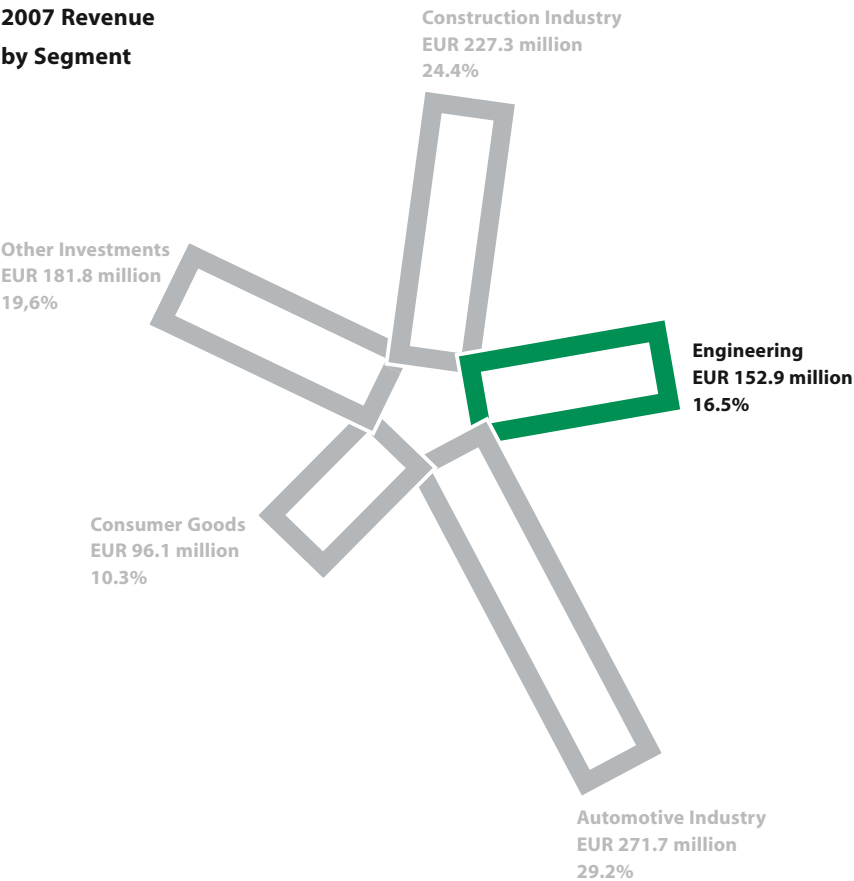 2007 Revenue
by Segment
Construction Industry
EUR 227.3 million
24.4%
Other Investments
EUR 181.8 million
19,6%
Engineering
EUR 152.9 million
16.5%
Consumer Goods
EUR 96.1 million
10.3%
Automotive Industry
EUR 271.7 million
29.2%